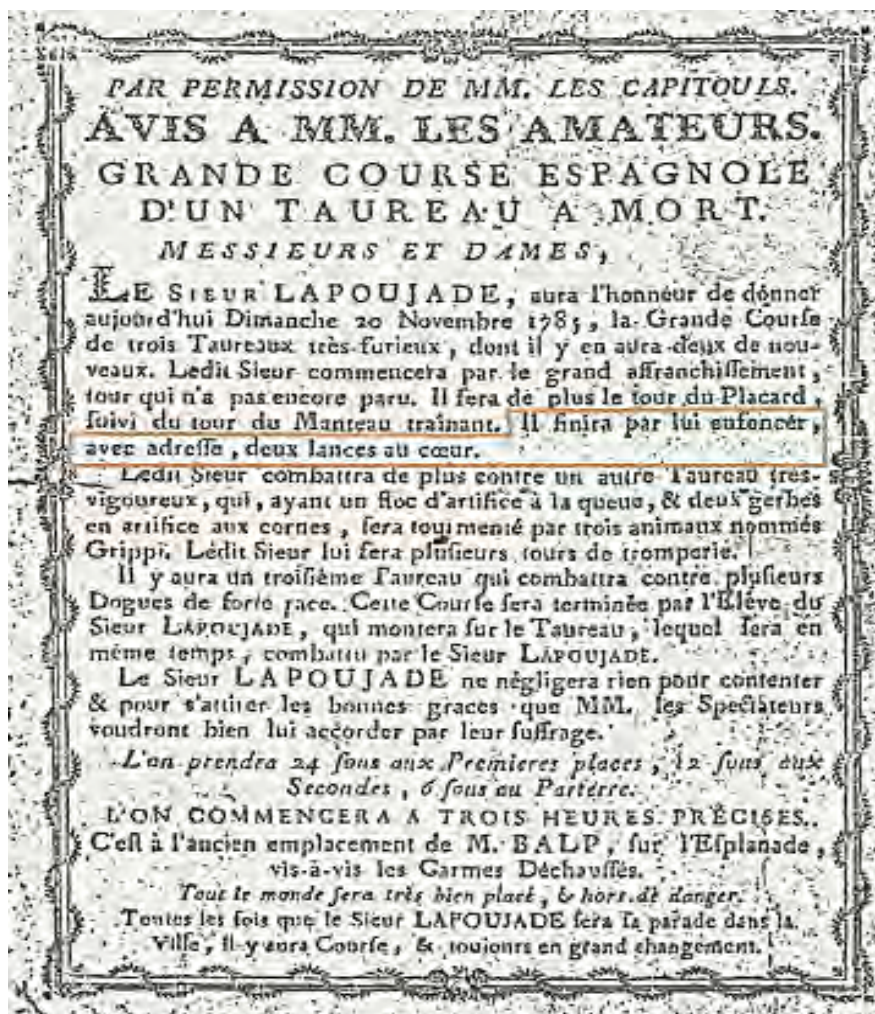 PAR PERMISSION DE MM. LES CAPITOULS.
AVIS A MM. LES AMATEURS.
GRANDE COURSE ESPAGNOLE
D'UN TAUREAU A MORT.
MESSIEURS ET DAMES,
LE SIEUR LAPOUJADE, aura l'honneur de donner
aujourd'hui Dimanche 20 Novembre 1785, la Grande Courſe
de trois Taureaux très-furieux, dont il y en aura deux de nou-
veaux. Ledit Sieur commencera par le grand affranchiſſement,
tour qui n'a pas encore paru. Il fera de plus le tour du Placard,
ſuivi du tour du Manteau traînant. Il finira par lui enfoncer,
avec adreſſe, deux lances au cœur.
Ledit Sieur combattra de plus contre un autre Taureau très-
vigoureux, qui, ayant un floc d'artifice à la queue, & deux gerbes
en artifice aux cornes, ſera tourmenté par trois animaux nommés
Grippi. Lédit Sieur lui fera pluſieurs tours de tromperie.
Il y aura un troiſième Taureau qui combattra contre pluſieurs
Dogues de forte race. Cette Courſe ſera terminée par l'Elève du
Sieur LAPOUJADE, qui montera ſur le Taureau, lequel ſera en
même temps, combattu par le Sieur LAPOUJADE.
Le Sieur LAPOUJADE ne négligera rien pour contenter
& pour s'attirer les bonnes graces que MM. les Spectateurs
voudront bien lui accorder par leur ſuffrage.
L'on prendra 24 ſous aux Premieres places, 12 ſous aux
Secondes, 6 ſous au Parterre.
L'ON COMMENCERA A TROIS HEURES PRÉCISES.
C'eſt à l'ancien emplacement de M. BALP, ſur l'Eſplanade,
vis-à-vis les Carmes Déchauſſés.
Tout le monde ſera très bien placé, & hors de danger.
Toutes les fois que le Sieur LAPOUJADE fera ſa parade dans la
Ville, il y aura Courſe, & toujours en grand changement.